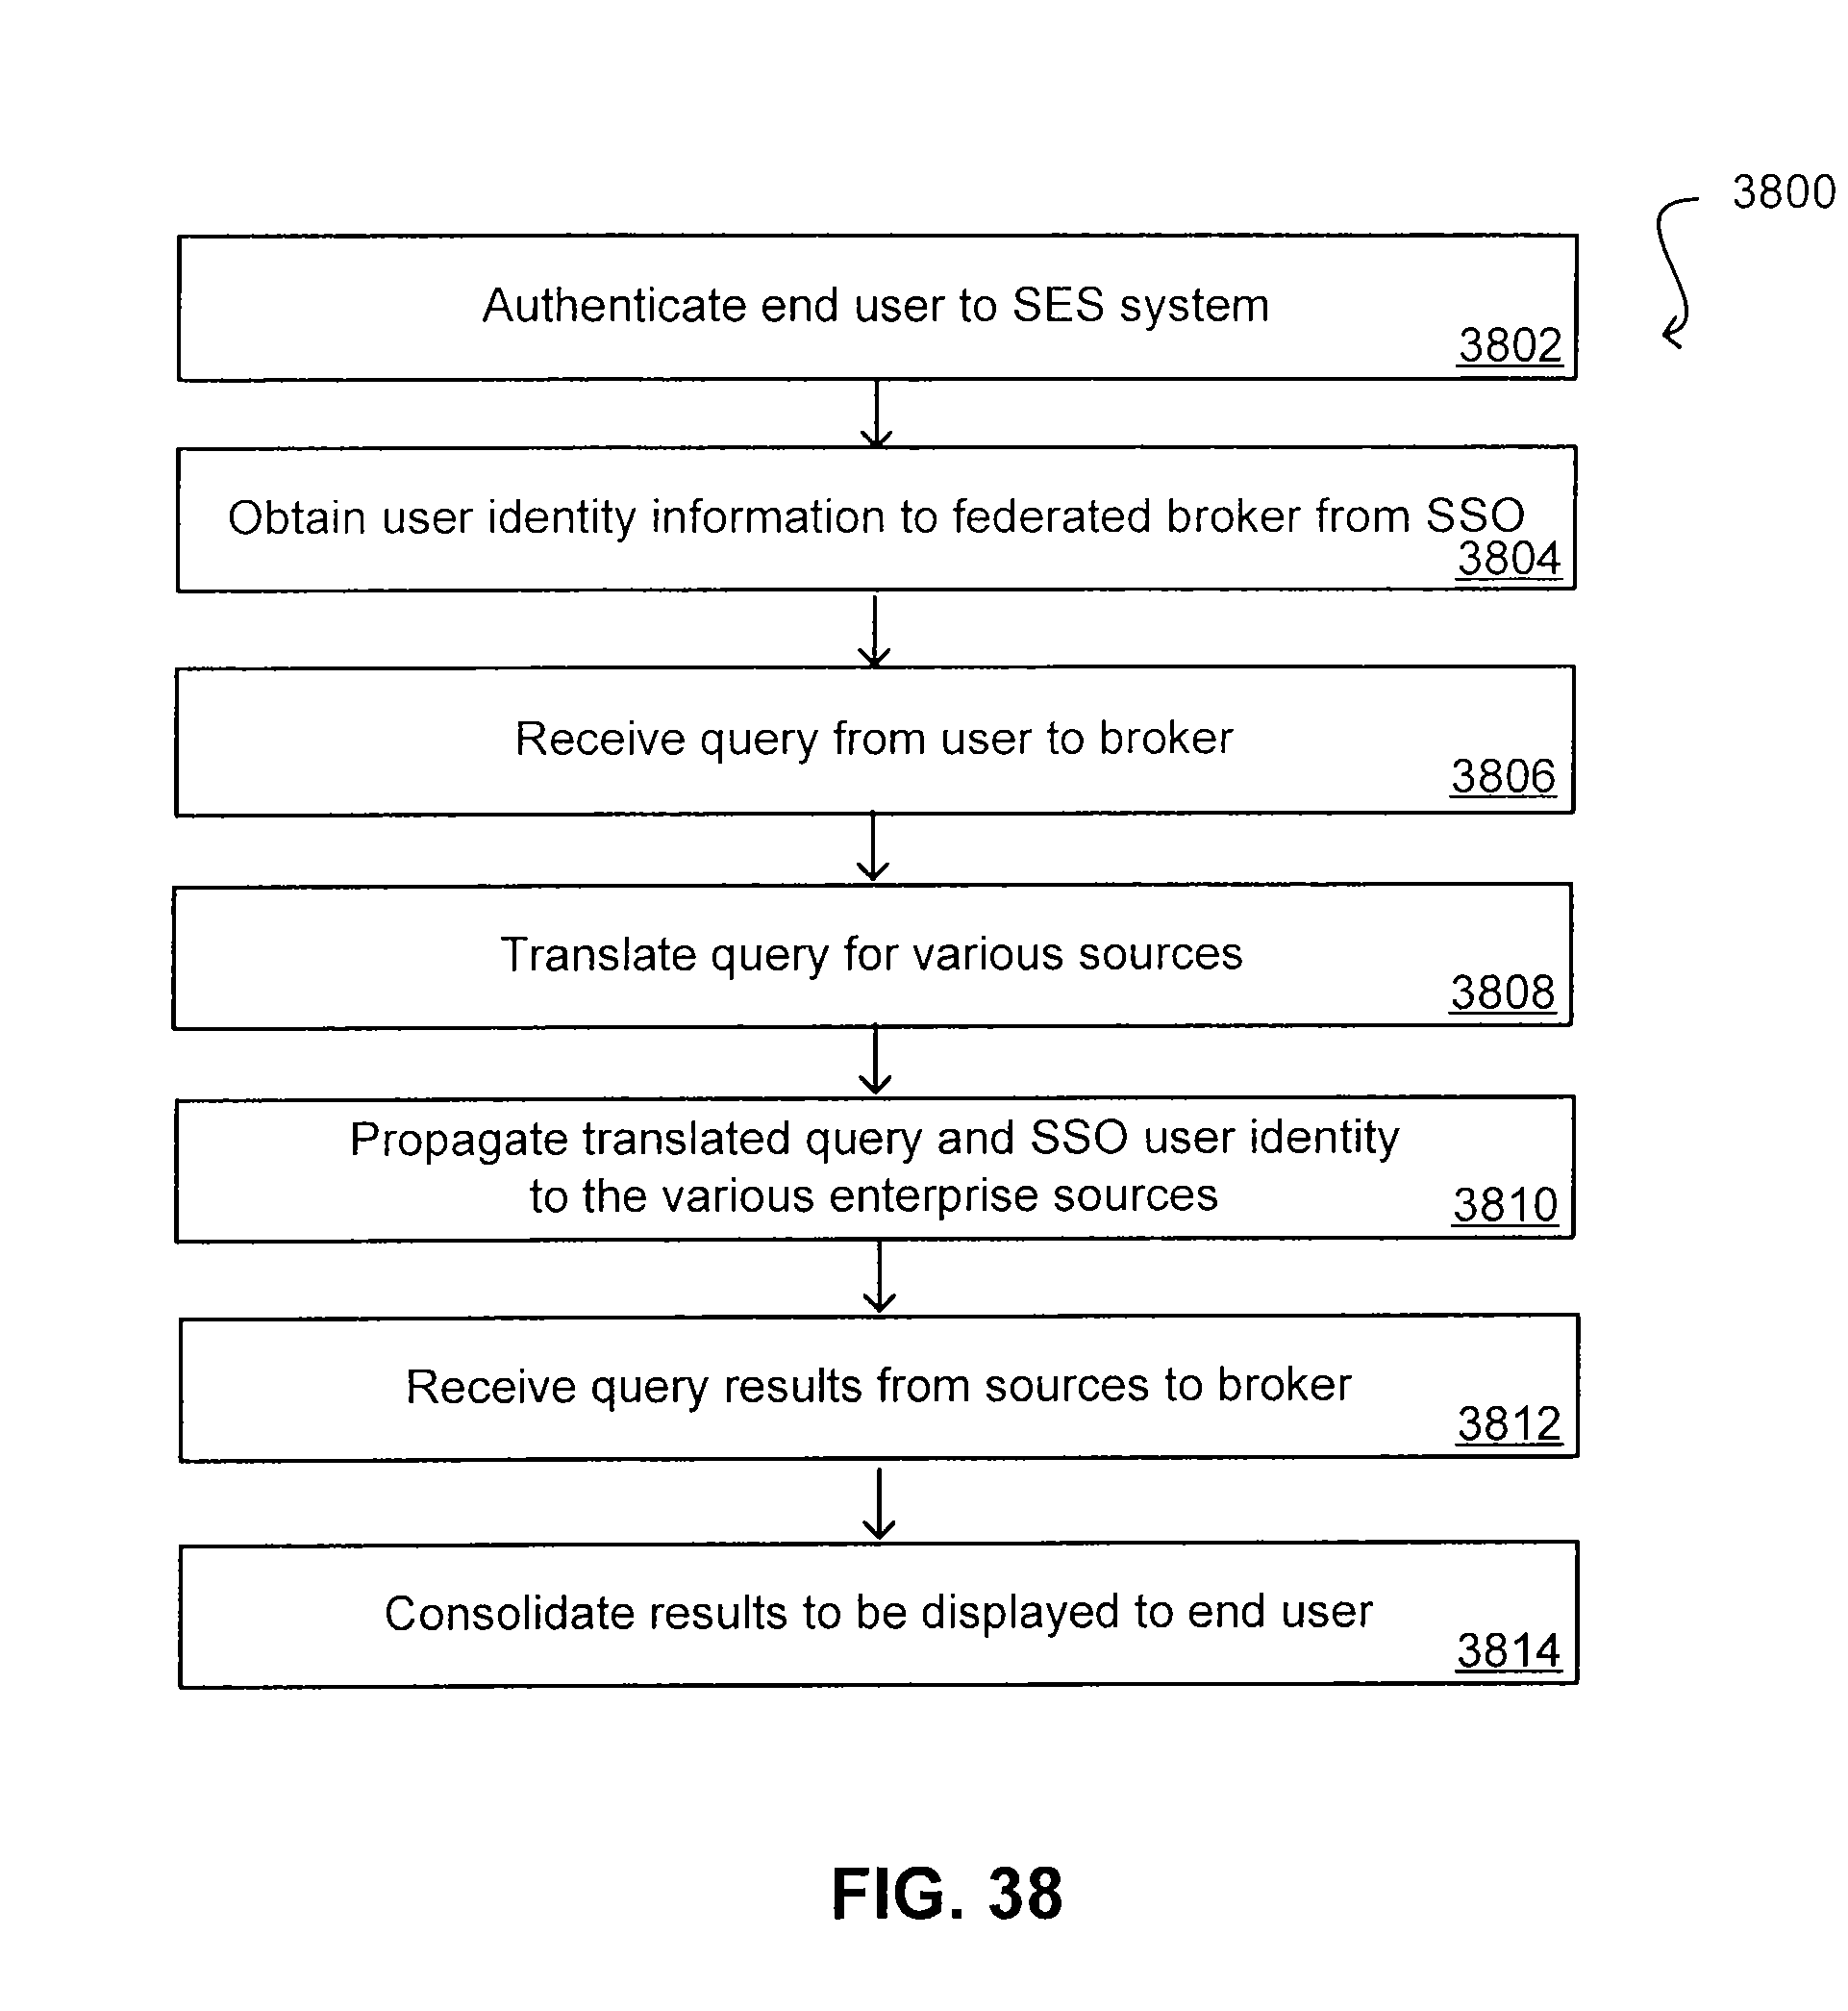 3800
Authenticate end user to SES system
3802
Obtain user identity information to federated broker from SSO
3804
Receive query from user to broker
3806
Translate query for various sources
3808
Propagate translated query and SSO user identity
to the various enterprise sources
3810
Receive query results from sources to broker
3812
Consolidate results to be displayed to end user
3814
FIG. 38